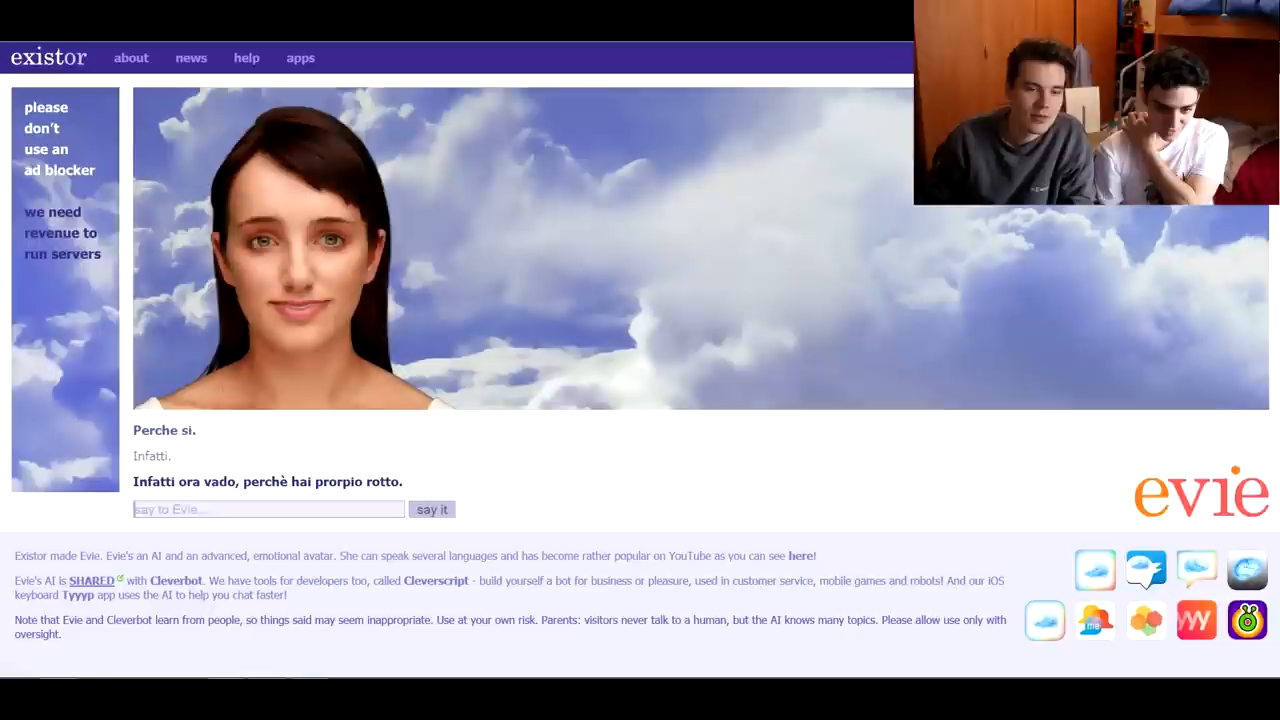 existor about news help apps
please
don't
use an
ad blocker
we need
revenue to
run servers
Perche si.
Infatti.
Infatti ora vado, perchè hai prorpio rotto.
say to Evie... say it
evie
Existor made Evie. Evie's an AI and an advanced, emotional avatar. She can speak several languages and has become rather popular on YouTube as you can see here!
Evie's AI is SHARED with Cleverbot. We have tools for developers too, called Cleverscript - build yourself a bot for business or pleasure, used in customer service, mobile games and robots! And our iOS
keyboard Tyyyp app uses the AI to help you chat faster!
Note that Evie and Cleverbot learn from people, so things said may seem inappropriate. Use at your own risk. Parents: visitors never talk to a human, but the AI knows many topics. Please allow use only with
oversight.
me